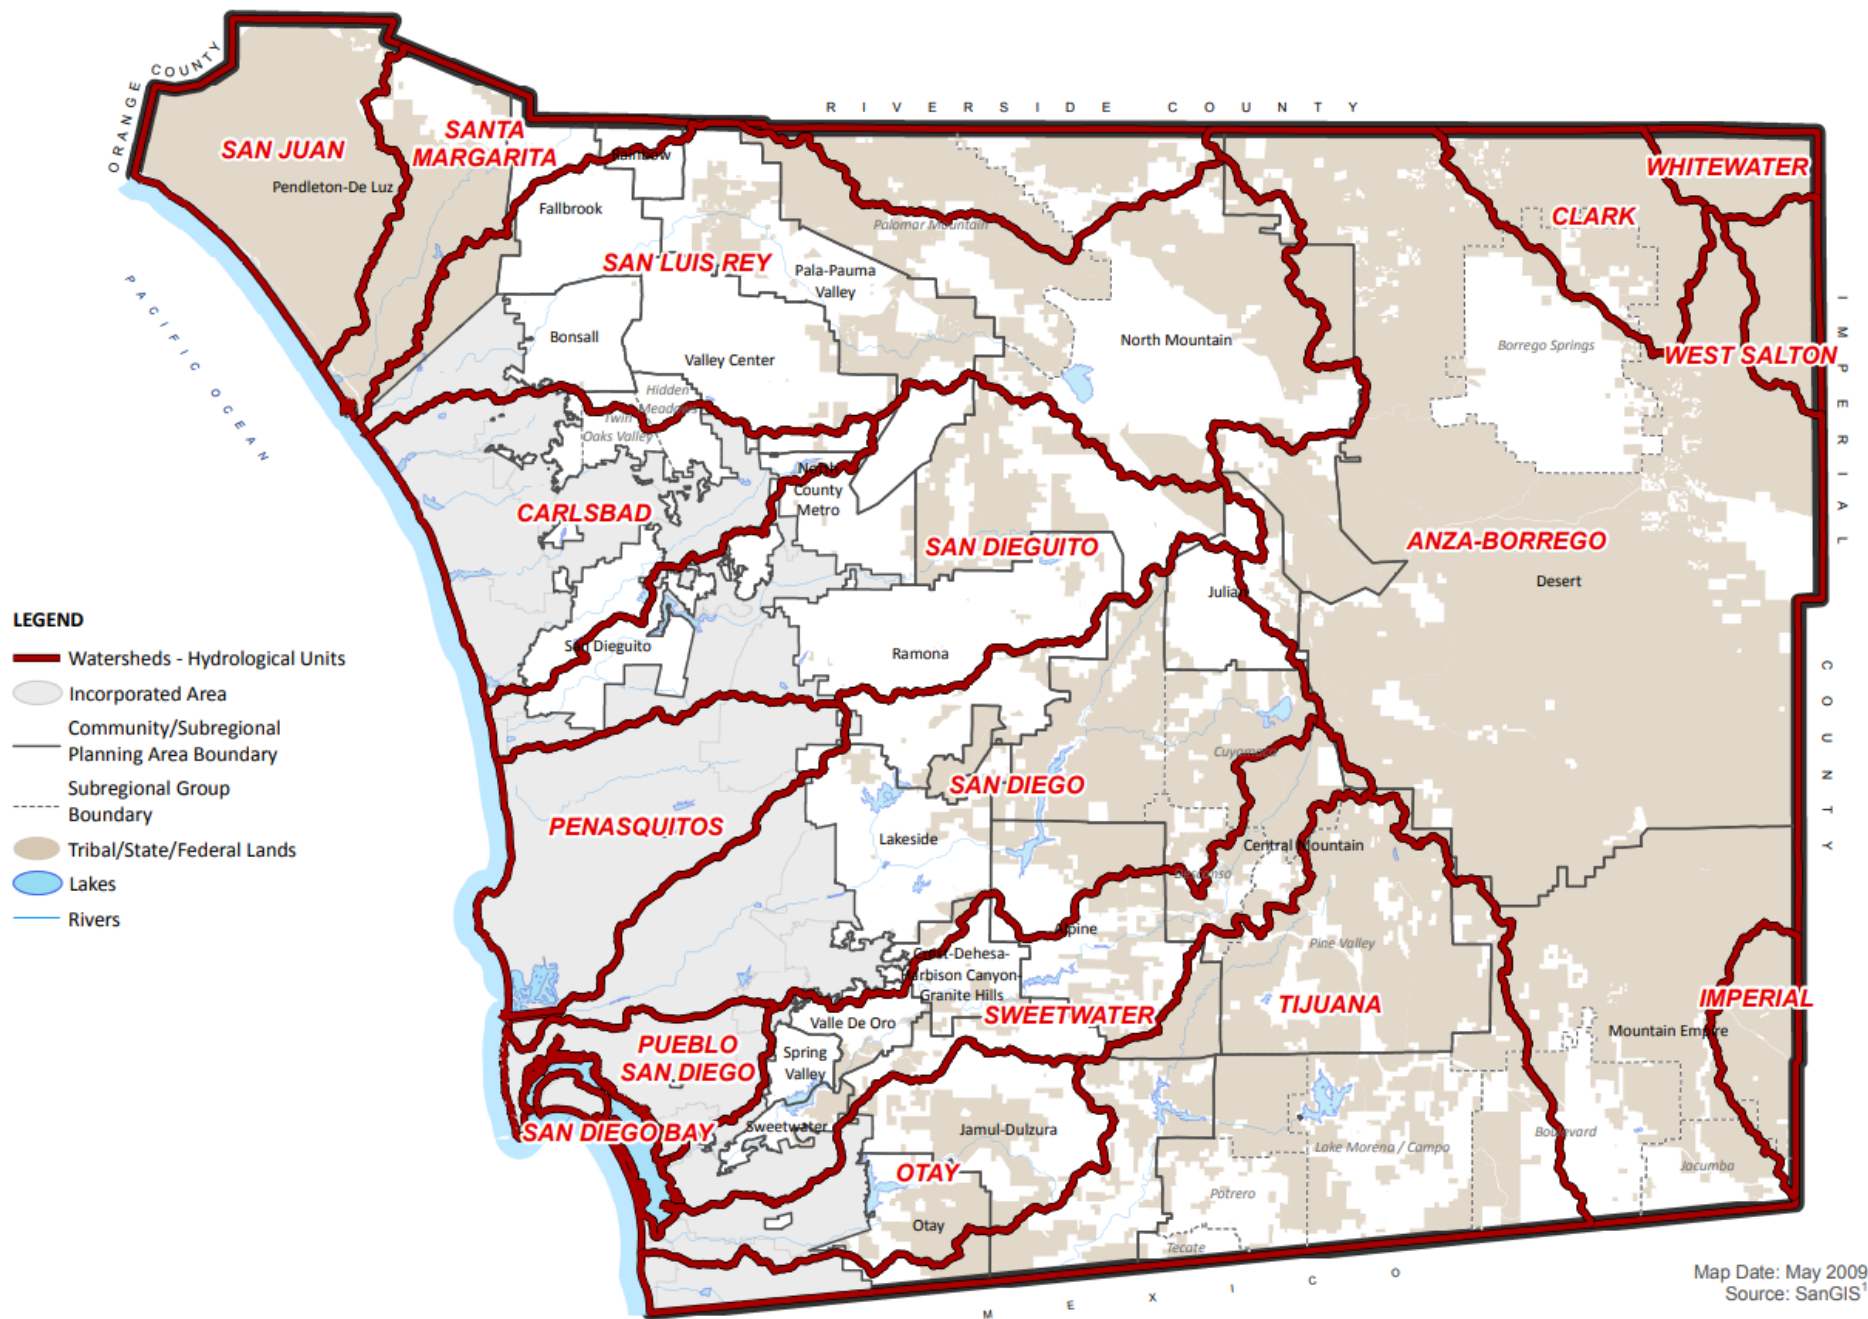 ORANGE COUNTY
RIVERSIDE COUNTY
SAN JUAN
SANTA
MARGARITA
Pendleton-De Luz
Rainbow
Fallbrook
WHITEWATER
CLARK
Palomar Mountain
SAN LUIS REY
Pala-Pauma
Valley
PACIFIC OCEAN
IMPERIAL
COUNTY
Bonsall
Valley Center
North Mountain
Borrego Springs
WEST SALTON
Hidden
Meadows
Twin
Oaks Valley
North
County
Metro
CARLSBAD
SAN DIEGUITO
ANZA-BORREGO
Desert
Julian
San Dieguito
Ramona
LEGEND
Watersheds - Hydrological Units
Incorporated Area
Community/Subregional
Planning Area Boundary
Subregional Group
Boundary
Tribal/State/Federal Lands
Lakes
Rivers
Cuyamaca
SAN DIEGO
PENASQUITOS
Lakeside
Central Mountain
Descanso
Alpine
Crest-Dehesa-
Harbison Canyon-
Granite Hills
Pine Valley
SWEETWATER
TIJUANA
IMPERIAL
Valle De Oro
Mountain Empire
PUEBLO
SAN DIEGO
Spring
Valley
SAN DIEGO BAY
Sweetwater
Jamul-Dulzura
Lake Morena / Campo
Boulevard
Jacumba
OTAY
Potrero
Otay
Tecate
MEXICO
Map Date: May 2009
Source: SanGIS1